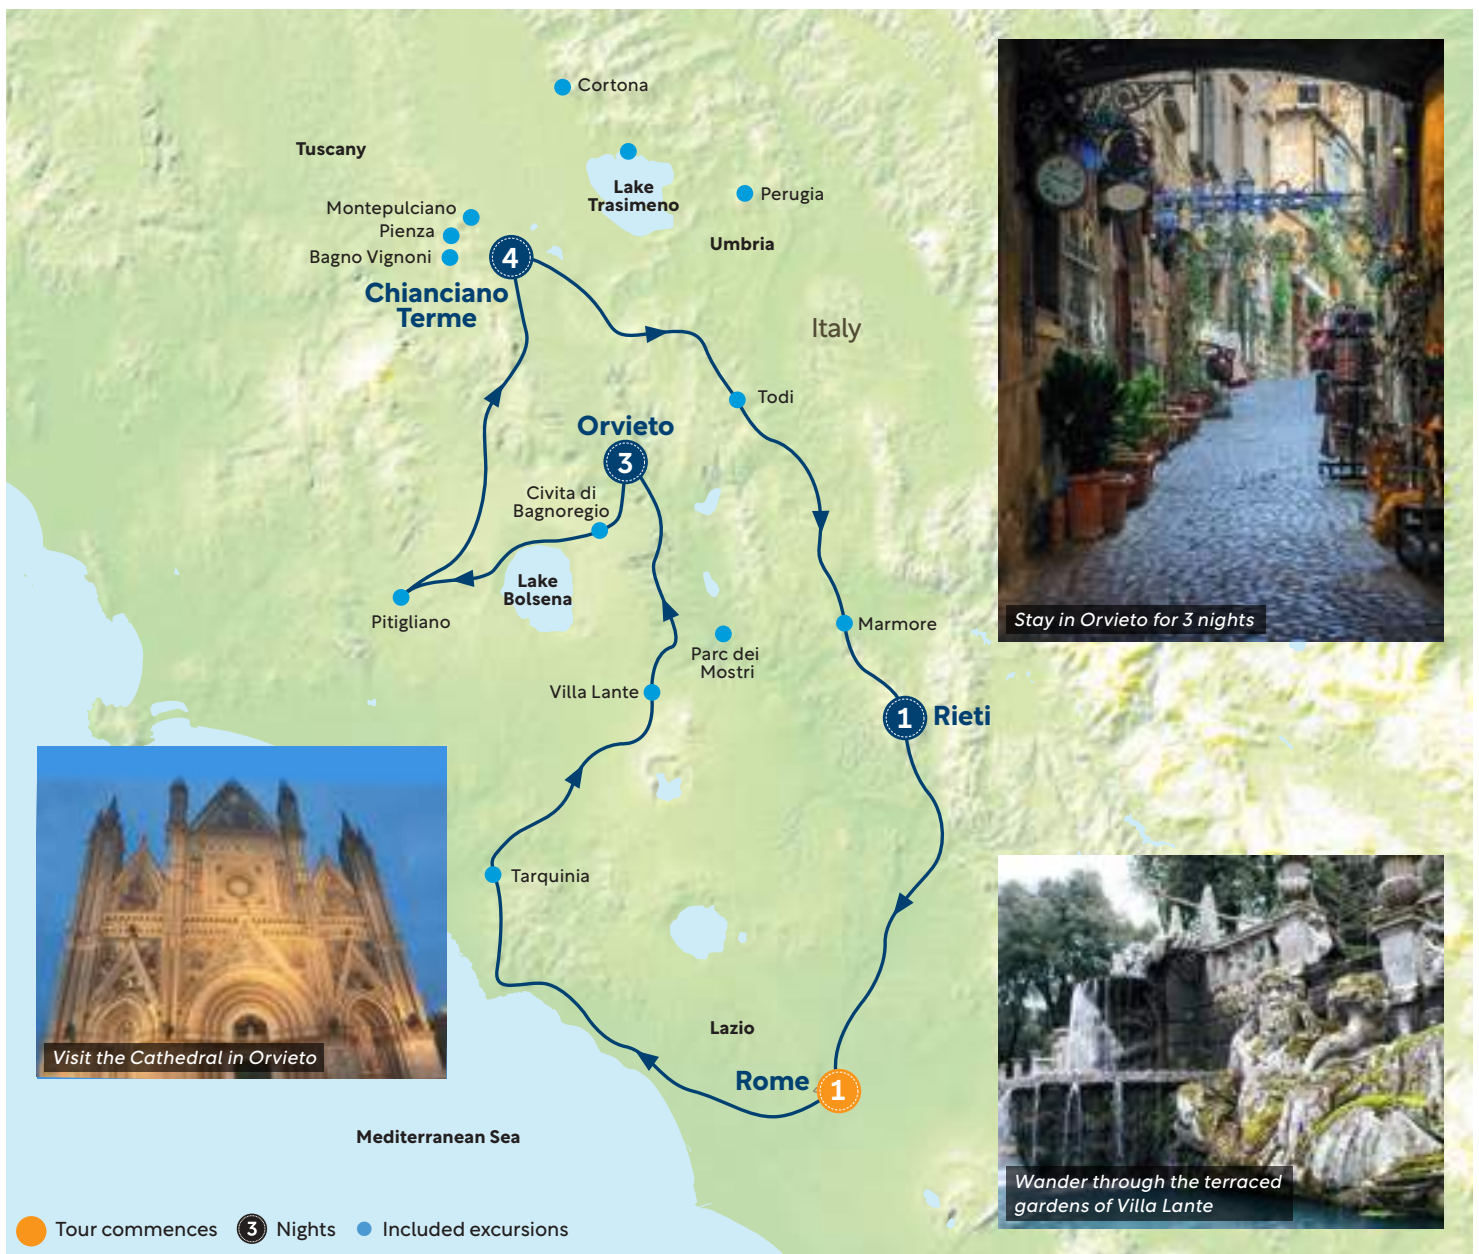 Cortona
Tuscany
Lake
Trasimeno
Perugia
Montepulciano
Pienza
Umbria
Bagno Vignoni
4
Chianciano
Terme
Italy
Todi
Orvieto
3
Civita di
Bagnoregio
Lake
Bolsena
Pitigliano
Marmore
Stay in Orvieto for 3 nights
Parc dei
Mostri
Villa Lante
1
Rieti
Tarquinia
Lazio
Visit the Cathedral in Orvieto
Rome
1
Mediterranean Sea
Wander through the terraced
gardens of Villa Lante
Tour commences
3
Nights
Included excursions